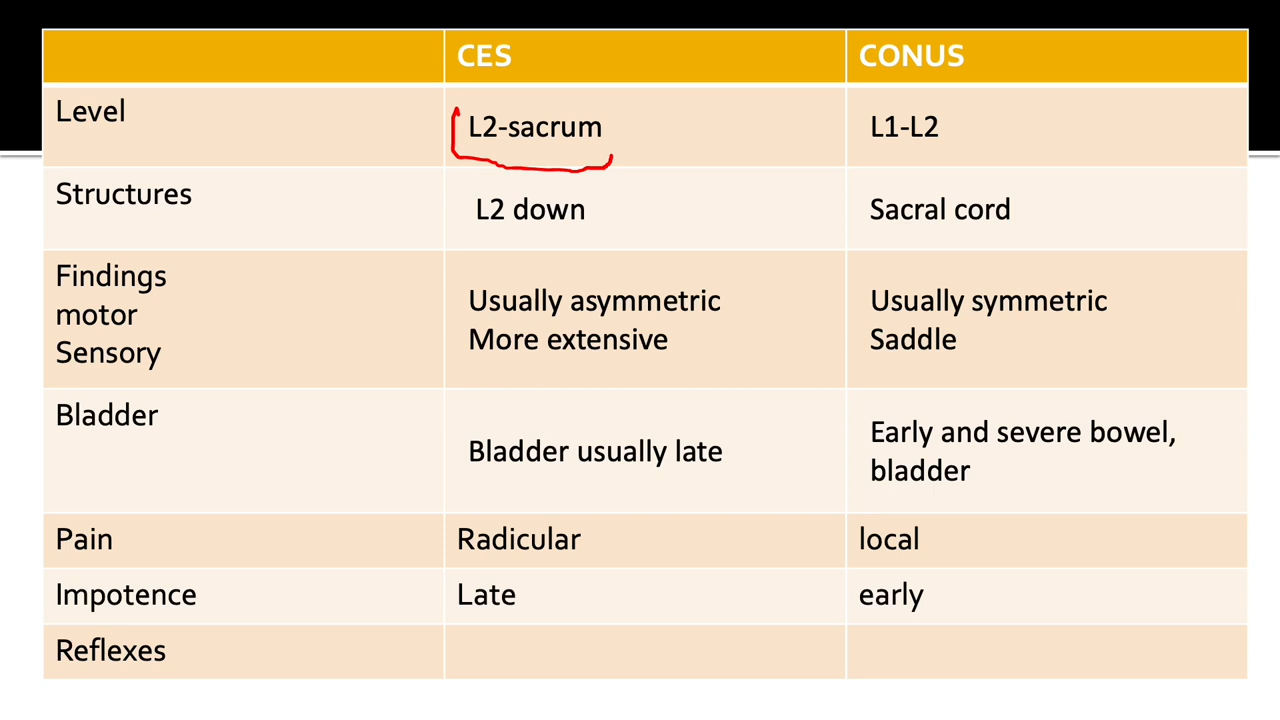 CES CONUS
Level L2-sacrum L1-L2
Structures L2 down Sacral cord
Findings
motor Usually asymmetric Usually symmetric
Sensory More extensive Saddle
Bladder Bladder usually late Early and severe bowel,
bladder
Pain Radicular local
Impotence Late early
Reflexes